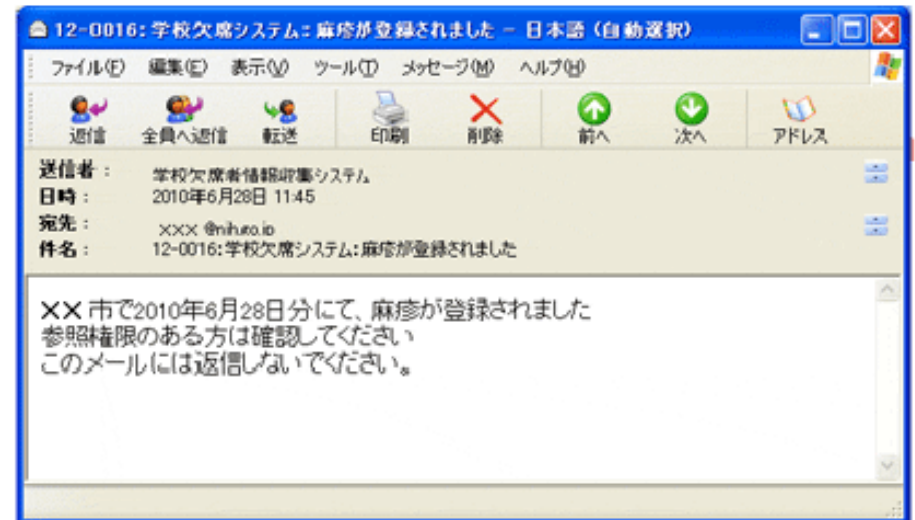 12-0016:学校欠席システム:麻疹が登録されました - 日本語 (自動選択)
ファイル(F) 編集(E) 表示(V) ツール(T) メッセージ(M) ヘルプ(H)
返信 全員へ返信 転送 印刷 削除 前へ 次へ アドレス
送信者: 学校欠席者情報収集システム
日時: 2010年6月28日 11:45
宛先: ×××
件名: 12-0016:学校欠席システム:麻疹が登録されました
×× 市で2010年6月28日分にて、麻疹が登録されました
参照権限のある方は確認してください
このメールには返信しないでください。